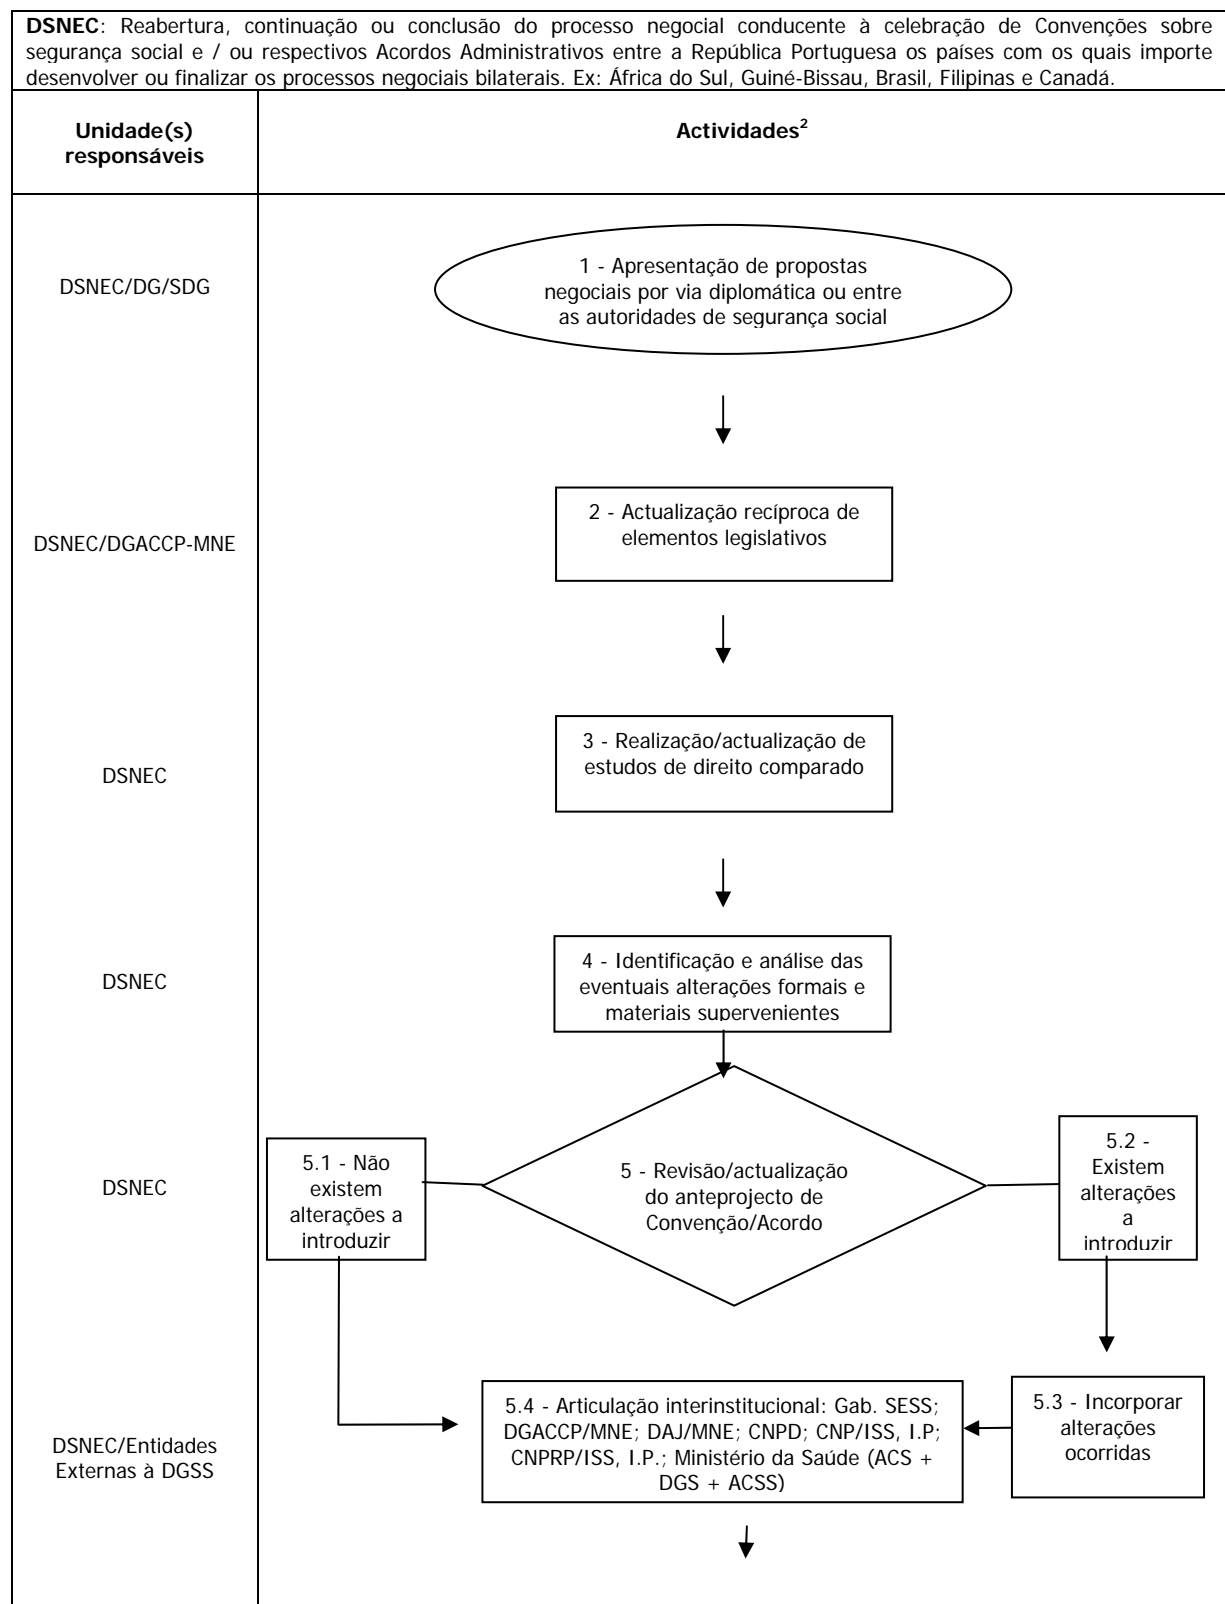 DSNEC: Reabertura, continuação ou conclusão do processo negocial conducente à celebração de Convenções sobre
segurança social e / ou respectivos Acordos Administrativos entre a República Portuguesa os países com os quais importe
desenvolver ou finalizar os processos negociais bilaterais. Ex: África do Sul, Guiné-Bissau, Brasil, Filipinas e Canadá.
Unidade(s)
responsáveis
Actividades²
DSNEC/DG/SDG
1 - Apresentação de propostas
negociais por via diplomática ou entre
as autoridades de segurança social
DSNEC/DGACCP-MNE
2 - Actualização recíproca de
elementos legislativos
DSNEC
3 - Realização/actualização de
estudos de direito comparado
DSNEC
4 - Identificação e análise das
eventuais alterações formais e
materiais supervenientes
DSNEC
5.1 - Não
existem
alterações a
introduzir
5 - Revisão/actualização
do anteprojecto de
Convenção/Acordo
5.2 -
Existem
alterações
a
introduzir
DSNEC/Entidades
Externas à DGSS
5.4 - Articulação interinstitucional: Gab. SESS;
DGACCP/MNE; DAJ/MNE; CNPD; CNP/ISS, I.P;
CNPRP/ISS, I.P.; Ministério da Saúde (ACS +
DGS + ACSS)
5.3 - Incorporar
alterações
ocorridas